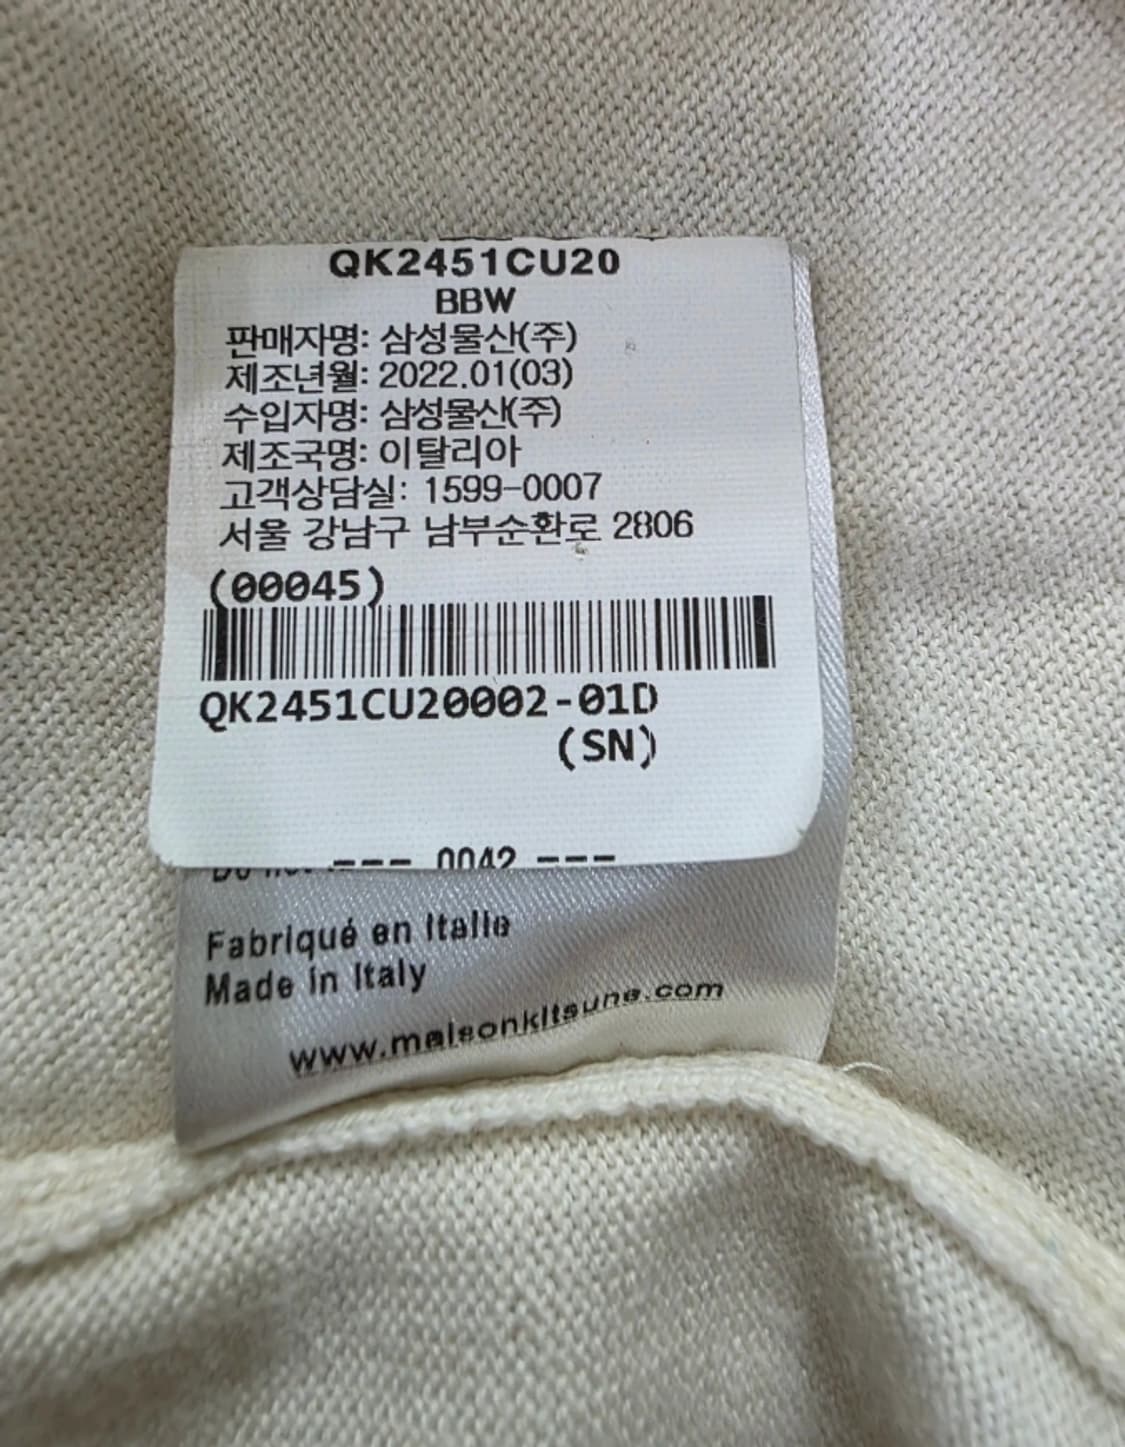 QK2451CU20
BBW
판매자명: 삼성물산(주)
제조년월: 2022.01(03)
수입자명: 삼성물산(주)
제조국명: 이탈리아
고객상담실: 1599-0007
서울 강남구 남부순환로 2806
(00045)
QK2451CU20002-01D
(SN)
--- 0042 ---
Fabriqué en Italie
Made in Italy
www.maisonkitsune.com